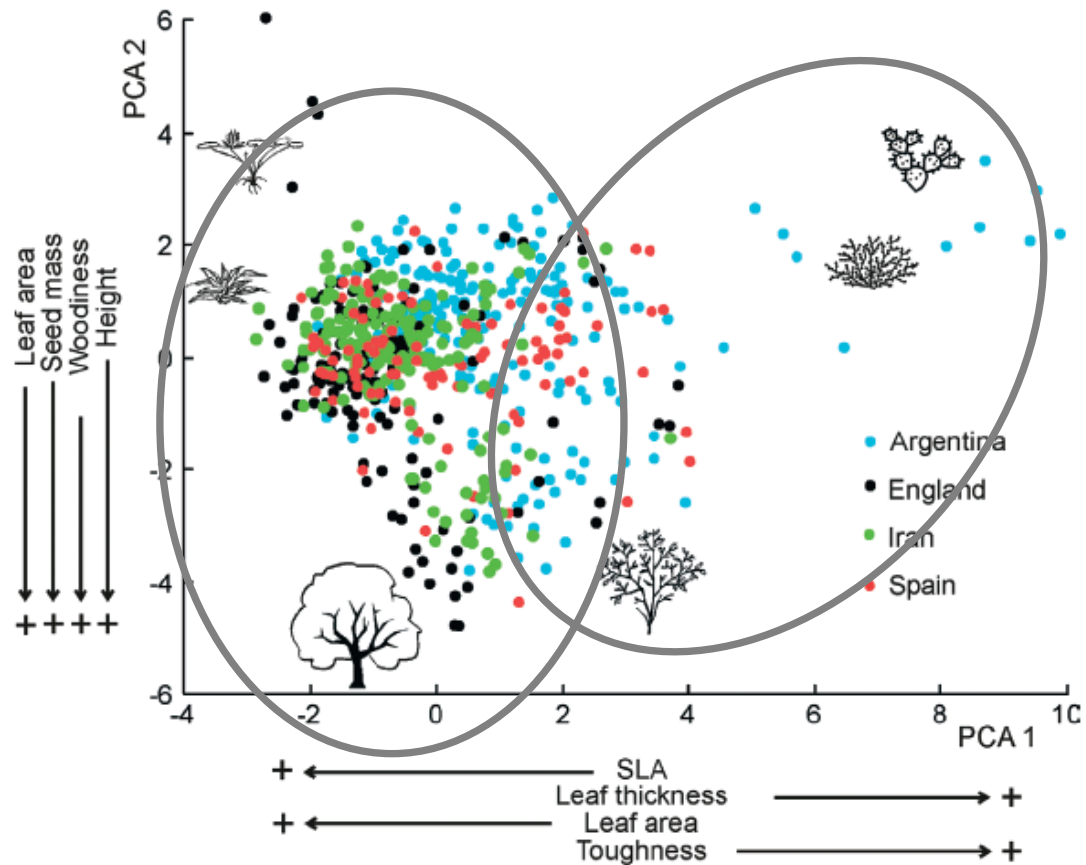 PCA 2
6
4
2
0
-2
-4
-6
Leaf area
Seed mass
Woodiness
Height
+ + + +
Argentina
England
Iran
Spain
-4 -2 0 2 4 6 8 10
PCA 1
+ SLA
Leaf thickness +
+ Leaf area
Toughness +